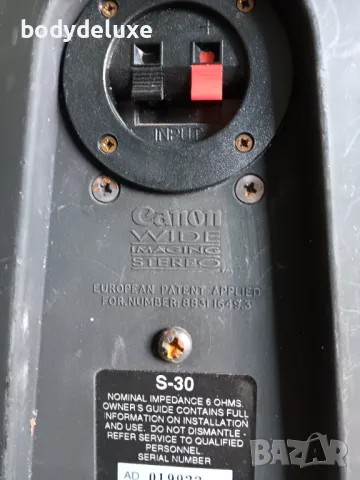 bodydeluxe
INPUT
Canon
WIDE
IMAGING
STEREO
EUROPEAN PATENT APPLIED
FOR. NUMBER: 8831 1649.3
S-30
NOMINAL IMPEDANCE 6 OHMS.
OWNER'S GUIDE CONTAINS FULL
INFORMATION ON INSTALLATION
AND USE. DO NOT DISMANTLE -
REFER SERVICE TO QUALIFIED
PERSONNEL.
SERIAL NUMBER
AD
BAZAR